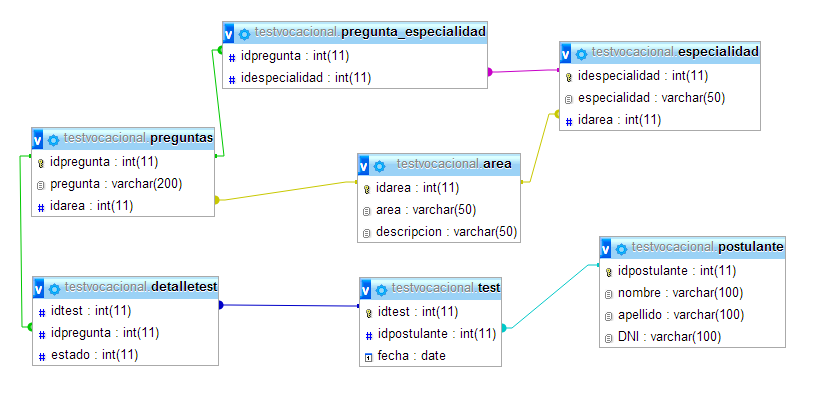 testvocacional.pregunta_especialidad
idpregunta : int(11)
idespecialidad : int(11)
testvocacional.especialidad
idespecialidad : int(11)
especialidad : varchar(50)
idarea : int(11)
testvocacional.preguntas
idpregunta : int(11)
pregunta : varchar(200)
idarea : int(11)
testvocacional.area
idarea : int(11)
area : varchar(50)
descripcion : varchar(50)
testvocacional.postulante
idpostulante : int(11)
nombre : varchar(100)
apellido : varchar(100)
DNI : varchar(100)
testvocacional.detalletest
idtest : int(11)
idpregunta : int(11)
estado : int(11)
testvocacional.test
idtest : int(11)
idpostulante : int(11)
fecha : date